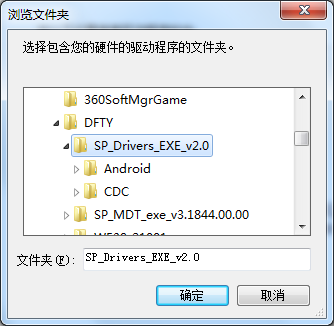 浏览文件夹
选择包含您的硬件的驱动程序的文件夹。
360SoftMgrGame
DFTY
SP_Drivers_EXE_v2.0
Android
CDC
SP_MDT_exe_v3.1844.00.00
文件夹(F): SP_Drivers_EXE_v2.0
确定 取消